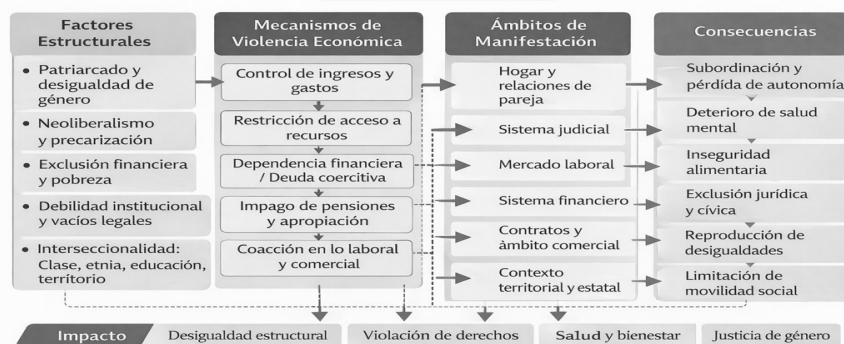 Factores
Estructurales
• Patriarcado y
desigualdad de
género
• Neoliberalismo
y precarización
• Exclusión financiera
y pobreza
• Debilidad institucional
y vacíos legales
• Interseccionalidad:
Clase, etnia, educación,
territorio
Mecanismos de
Violencia Económica
Control de ingresos y
gastos
Restricción de acceso a
recursos
Dependencia financiera
/ Deuda coercitiva
Impago de pensiones
y apropiación
Coacción en lo laboral
y comercial
Ámbitos de
Manifestación
Hogar y
relaciones de
pareja
Sistema judicial
Mercado laboral
Sistema financiero
Contratos y
àmbito comercial
Contexto
territorial y estatal
Consecuencias
Subordinación y
pérdida de autonomía
Deterioro de salud
mental
Inseguridad
alimentaria
Exclusión jurídica
y cívica
Reproducción de
desigualdades
Limitación de
movilidad social
Impacto
Desigualdad estructural
Violación de derechos
Salud y bienestar
Justicia de género